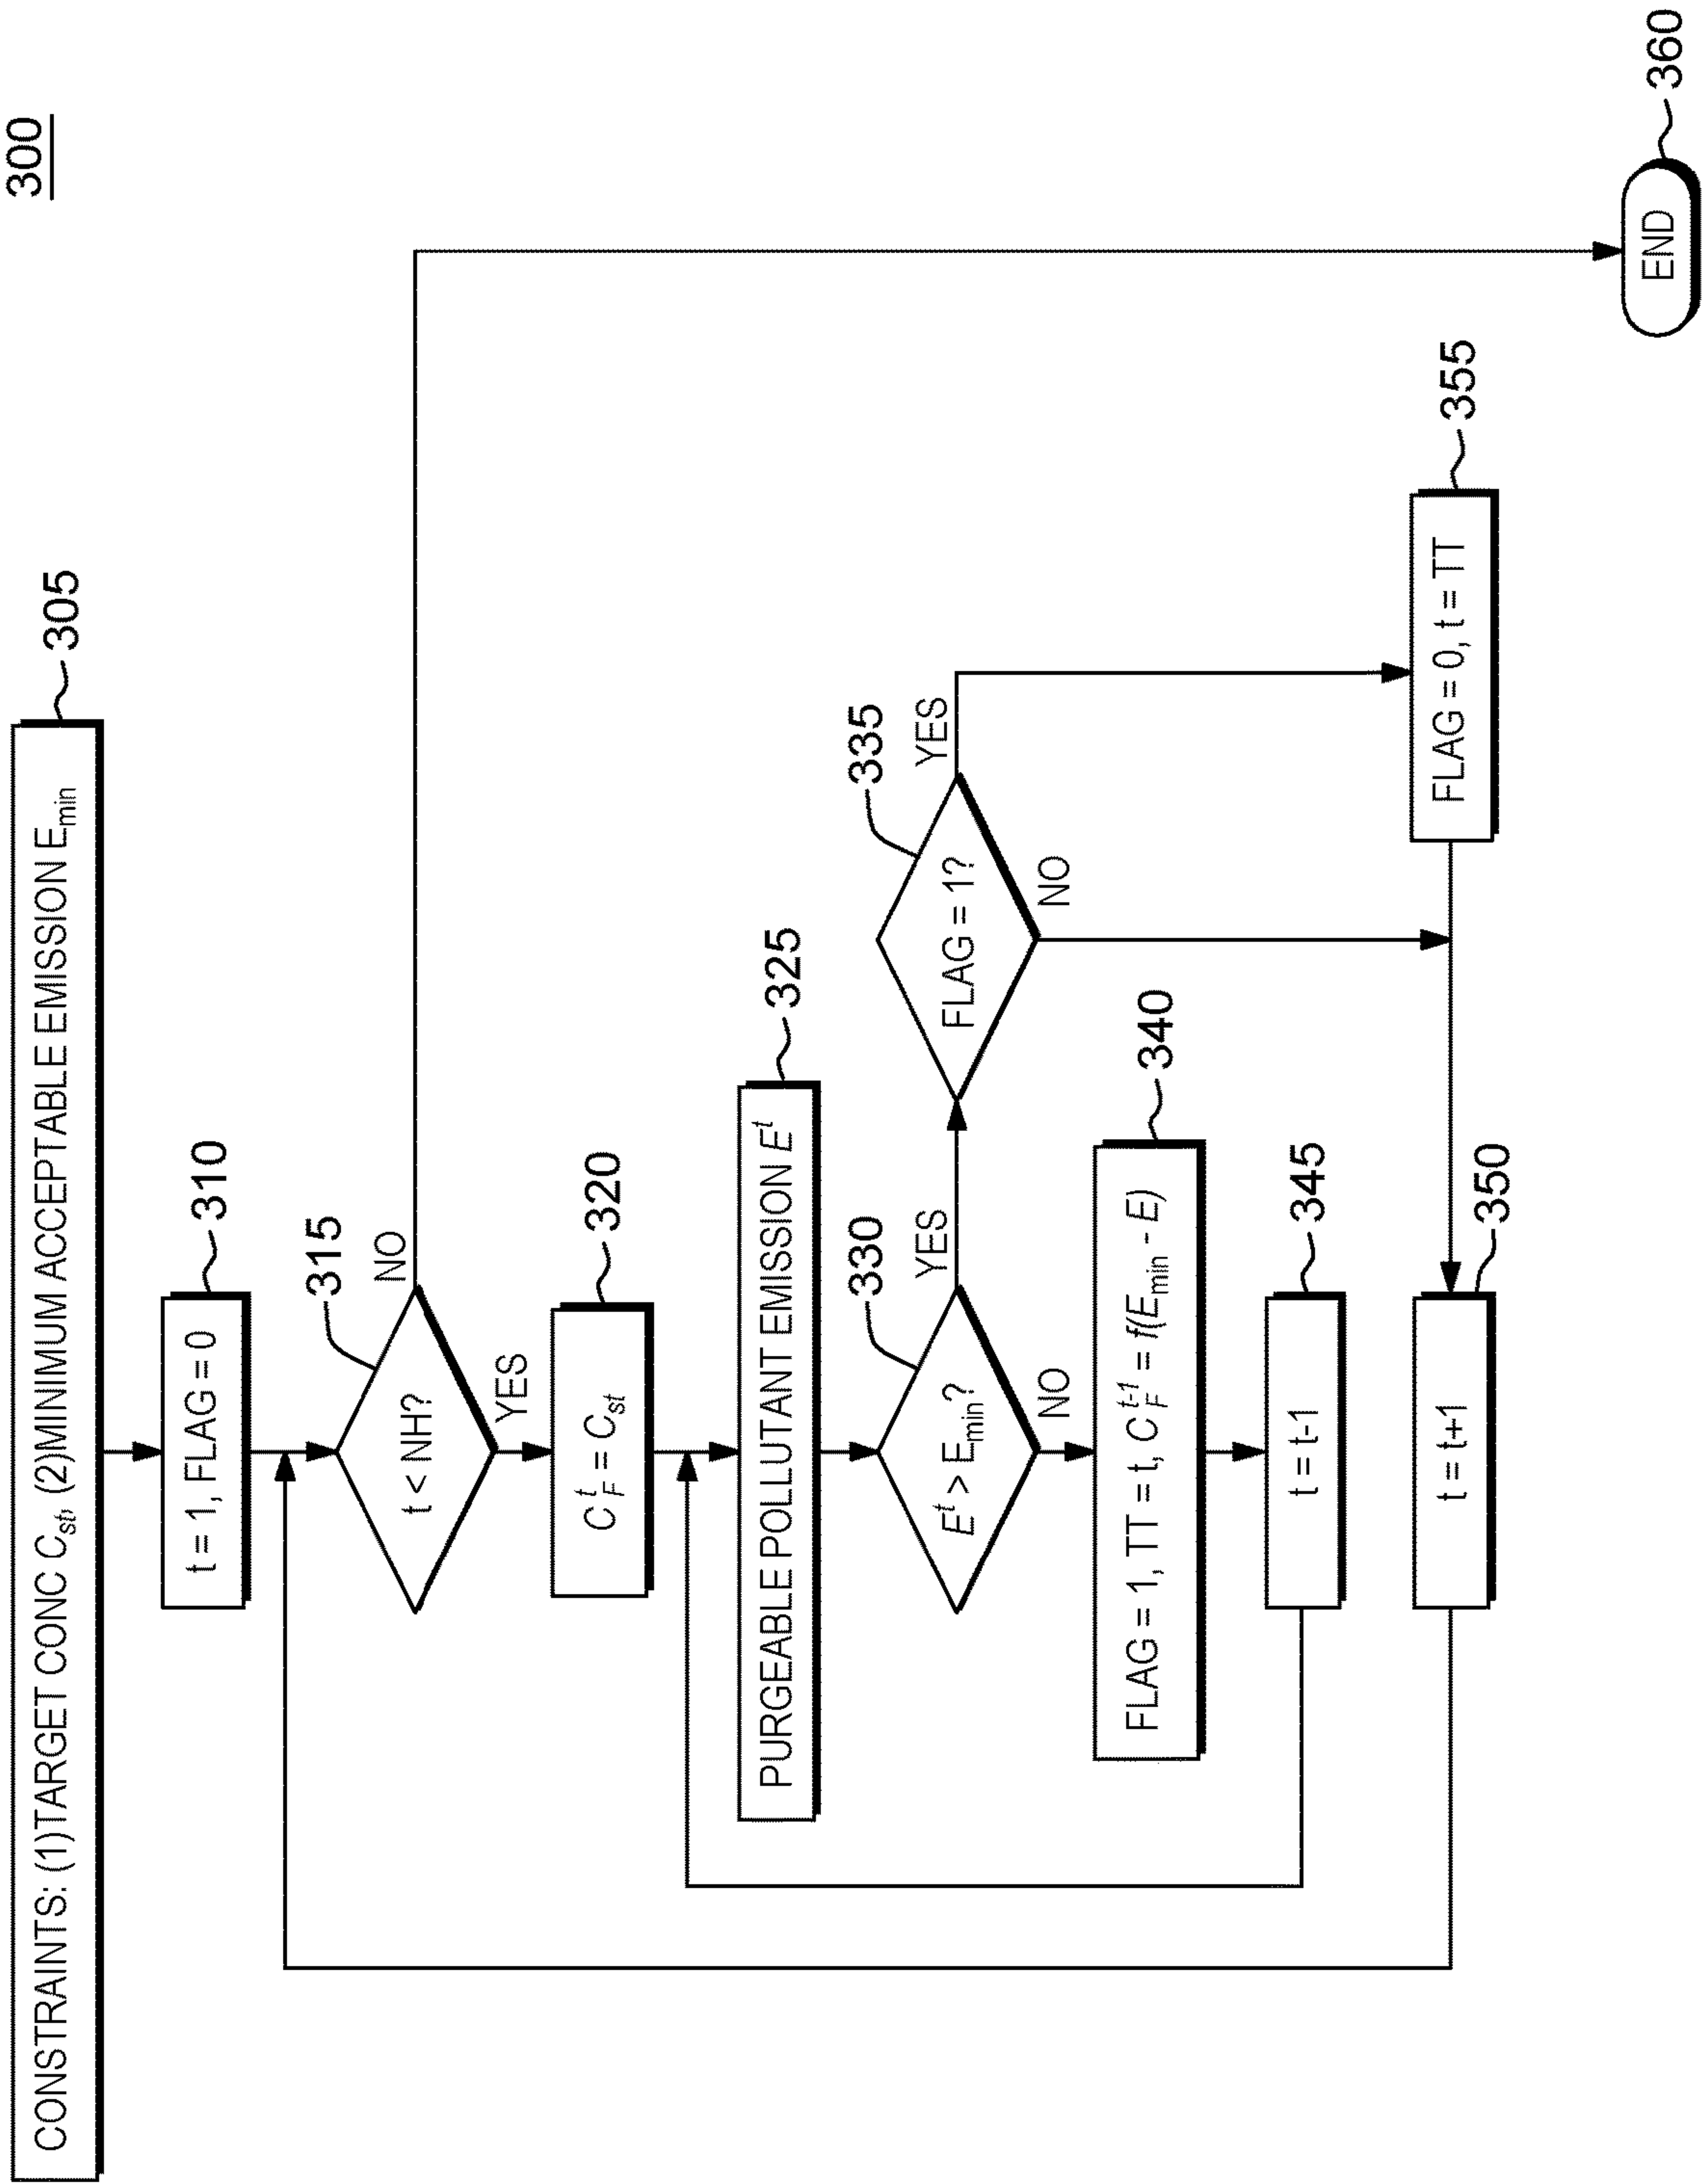 300
CONSTRAINTS: (1)TARGET CONC C_st, (2)MINIMUM ACCEPTABLE EMISSION E_min
305
t = 1, FLAG = 0
310
315
t < NH?
NO
YES
C_F^t = C_st
320
PURGEABLE POLLUTANT EMISSION E^t
325
330
E^t > E_min?
YES
NO
335
FLAG = 1?
YES
NO
FLAG = 1, TT = t, C_F^t-1 = f(E_min - E)
340
t = t-1
345
FLAG = 0, t = TT
355
t = t+1
350
END
360